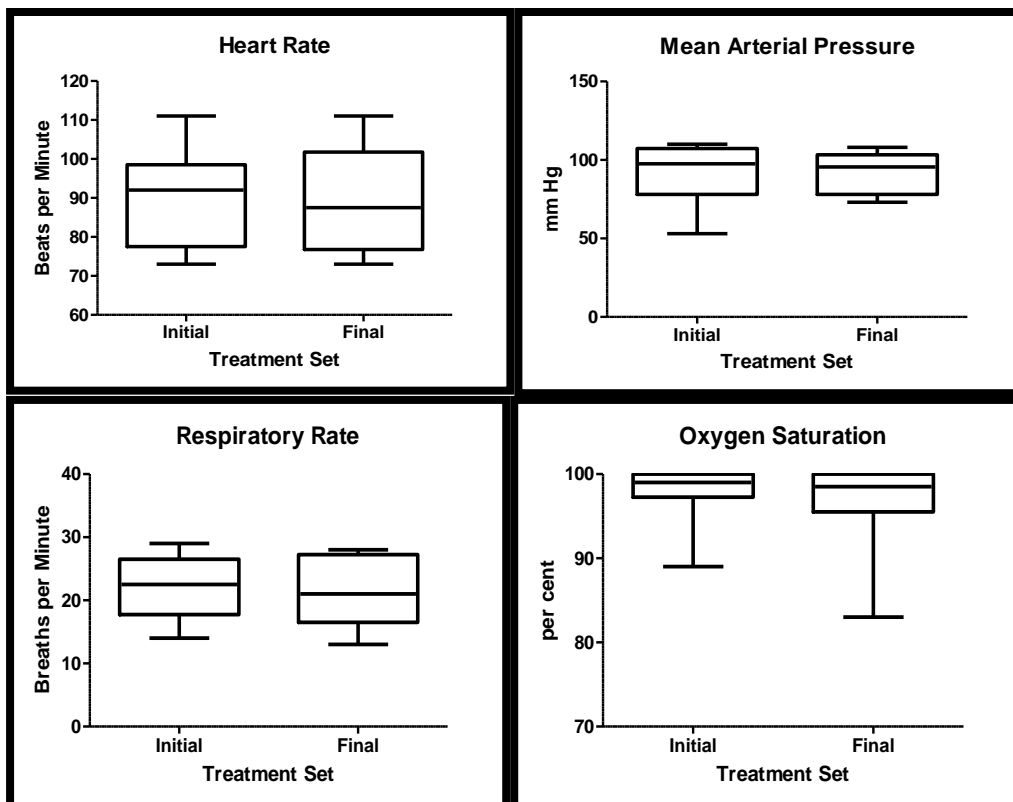 Heart Rate
Beats per Minute
120
110
100
90
80
70
60
Initial
Final
Treatment Set
Mean Arterial Pressure
mm Hg
150
100
50
0
Initial
Final
Treatment Set
Respiratory Rate
Breaths per Minute
40
30
20
10
0
Initial
Final
Treatment Set
Oxygen Saturation
per cent
100
90
80
70
Initial
Final
Treatment Set